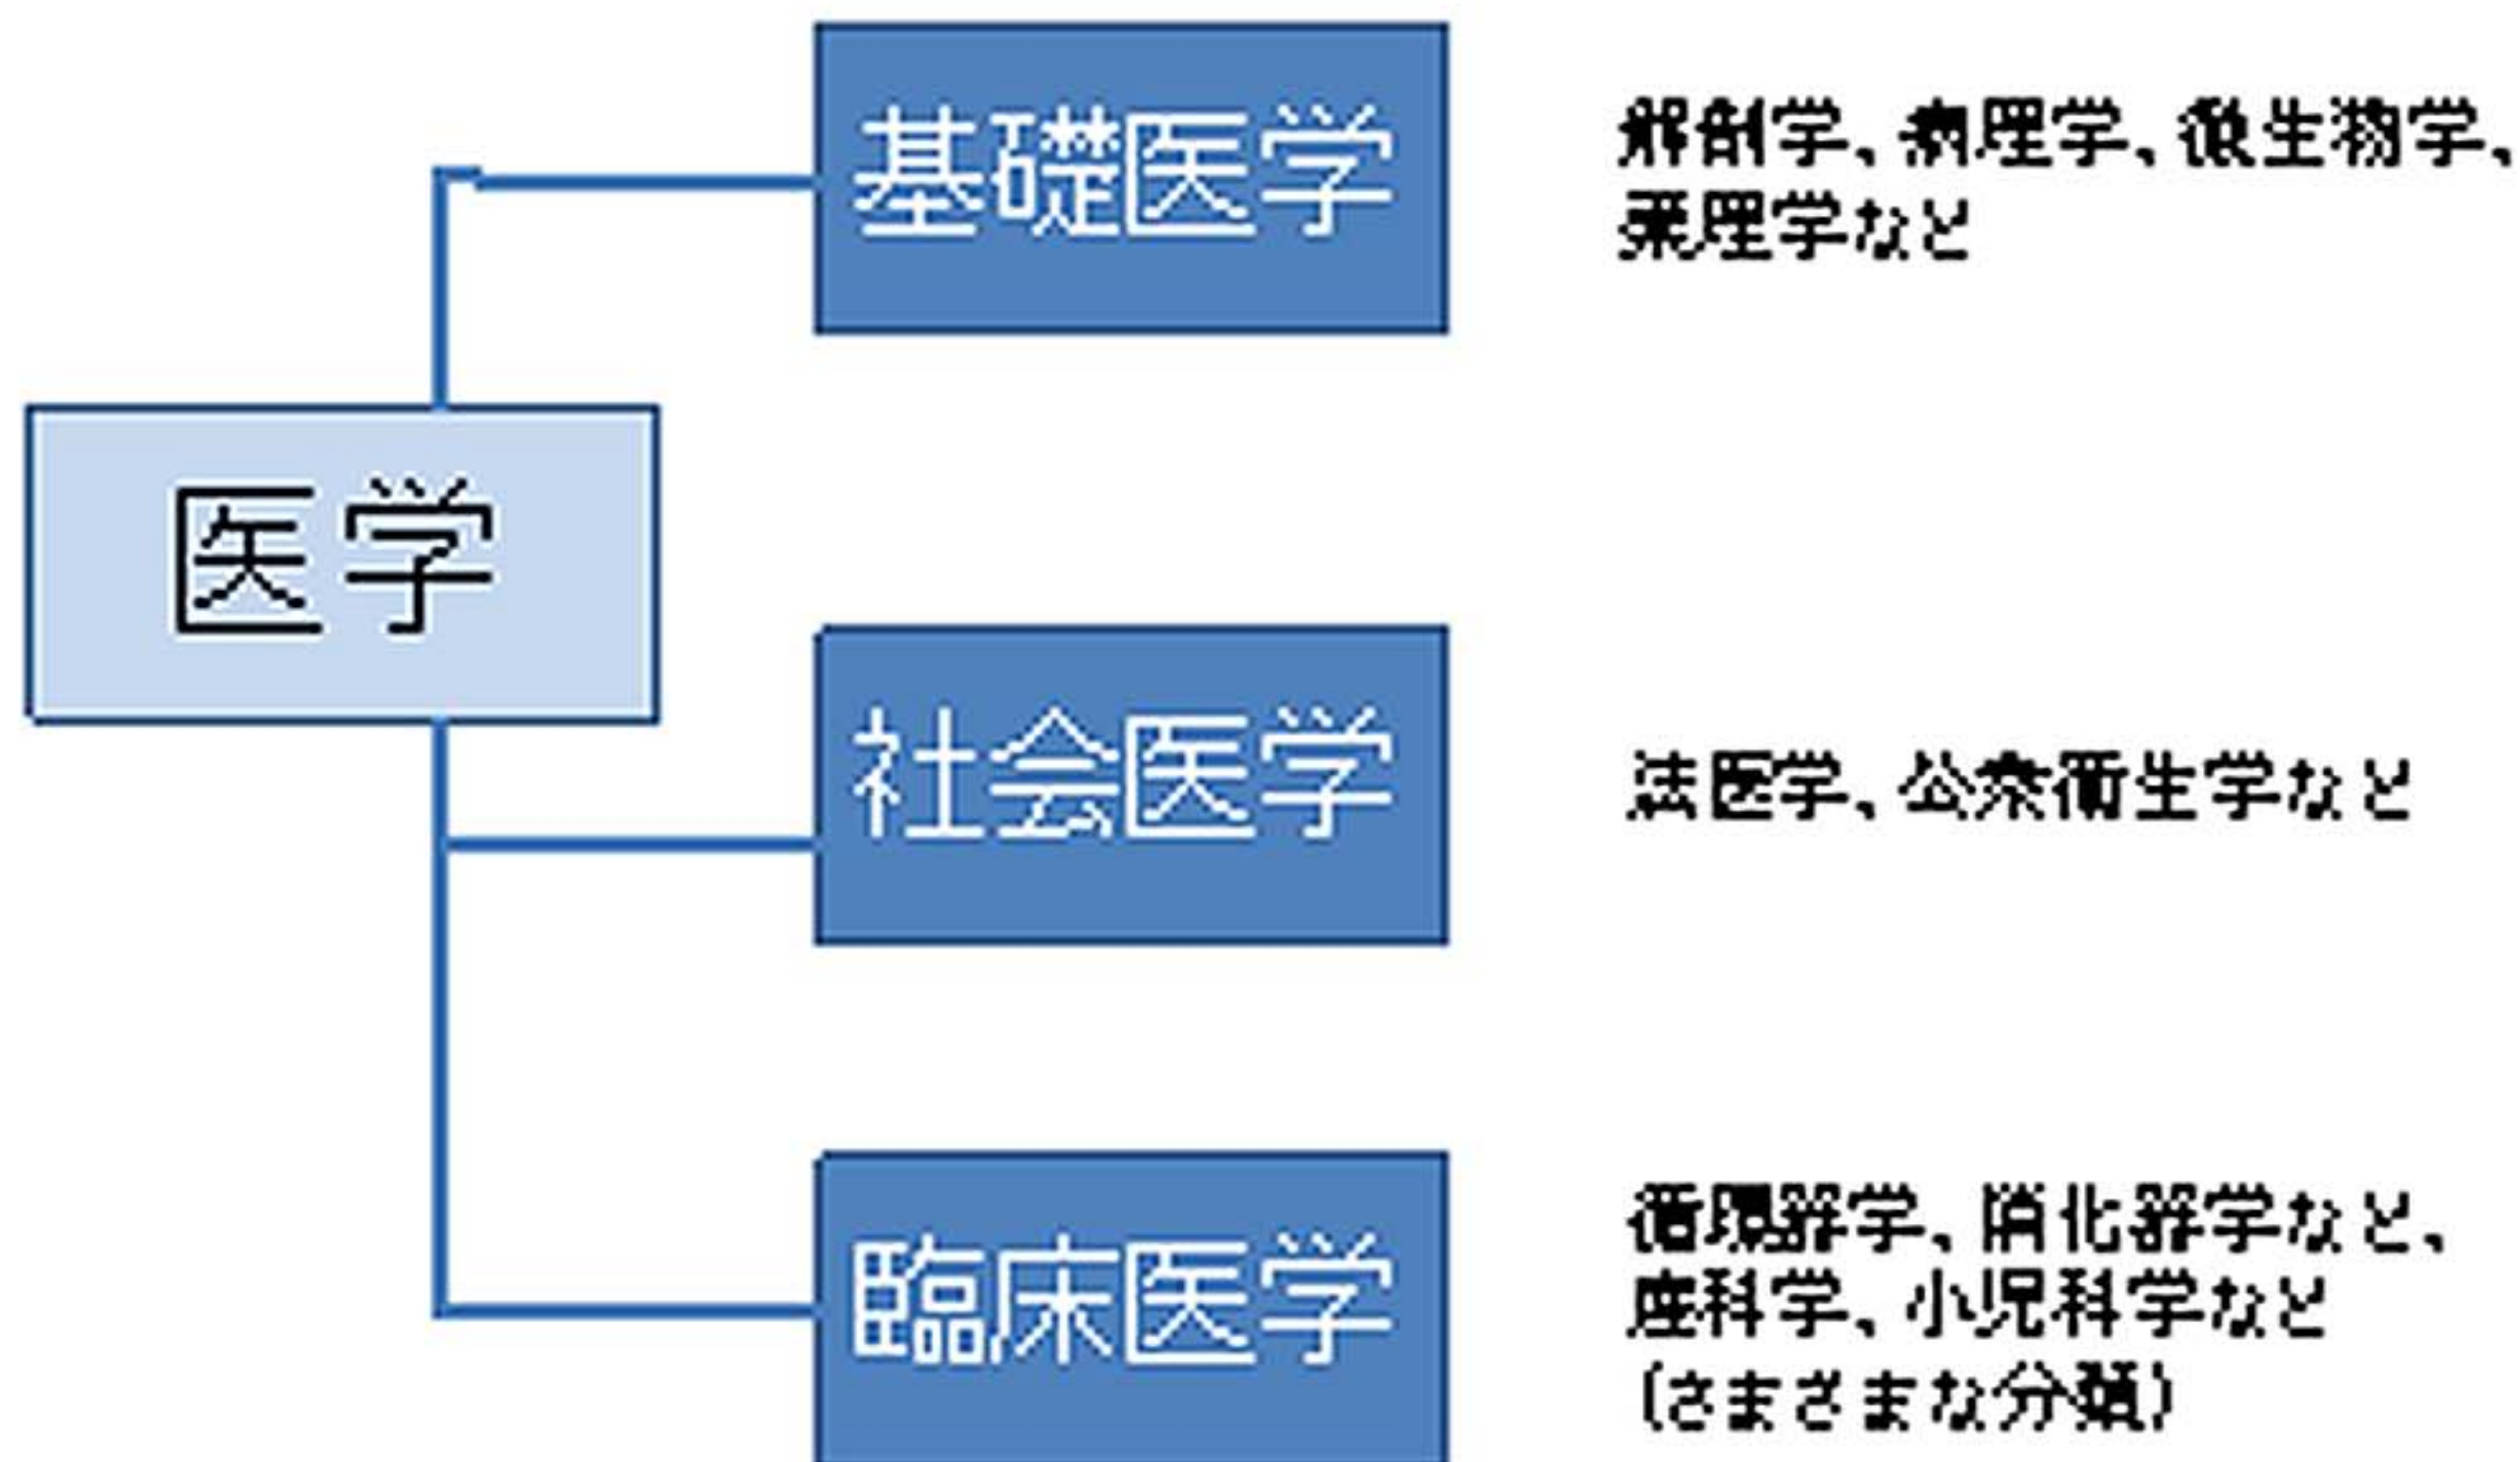 基礎医学
解剖学、病理学、微生物学、
薬理学など
医学
社会医学
法医学、公衆衛生学など
臨床医学
循環器学、消化器学など、
産科学、小児科学など
(さまざまな分類)